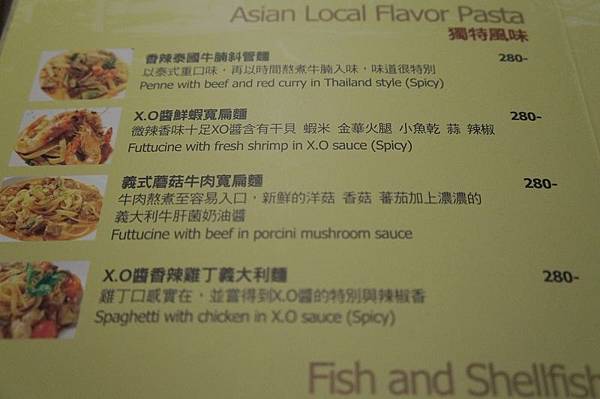 Asian Local Flavor Pasta
獨特風味
香辣泰國牛腩斜管麵 280-
以泰式重口味，再以時間熬煮牛腩入味，味道很特別
Penne with beef and red curry in Thailand style (Spicy)
X.O醬鮮蝦寬扁麵 280-
微辣香味十足XO醬含有干貝 蝦米 金華火腿 小魚乾 蒜 辣椒
Futtucine with fresh shrimp in X.O sauce (Spicy)
義式蘑菇牛肉寬扁麵 280-
牛肉熬煮至容易入口，新鮮的洋菇 香菇 蕃茄加上濃濃的
義大利牛肝菌奶油醬
Futtucine with beef in porcini mushroom sauce
X.O醬香辣雞丁義大利麵 280-
雞丁口感實在，並嘗得到X.O醬的特別與辣椒香
Spaghetti with chicken in X.O sauce (Spicy)
Fish and Shellfish